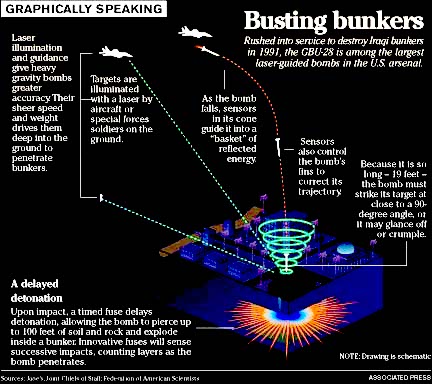 GRAPHICALLY SPEAKING
Busting bunkers
Rushed into service to destroy Iraqi bunkers
in 1991, the GBU-28 is among the largest
laser-guided bombs in the U.S. arsenal.
Laser
illumination
and guidance
give heavy
gravity bombs
greater
accuracy. Their
sheer speed
and weight
drives them
deep into the
ground to
penetrate
bunkers.
Targets are
illuminated
with a laser by
aircraft or
special forces
soldiers on the
ground.
As the bomb
falls, sensors
in its cone
guide it into a
"basket" of
reflected
energy.
Sensors
also control
the bomb's
fins to
correct its
trajectory.
Because it is so
long – 19 feet –
the bomb must
strike its target at
close to a 90-
degree angle, or
it may glance off
or crumple.
A delayed
detonation
Upon impact, a timed fuse delays
detonation, allowing the bomb to pierce up
to 100 feet of soil and rock and explode
inside a bunker. Innovative fuses will sense
successive impacts, counting layers as the
bomb penetrates.
NOTE: Drawing is schematic
Sources: Jane's, Joint Chiefs of Staff; Federation of American Scientists
ASSOCIATED PRESS